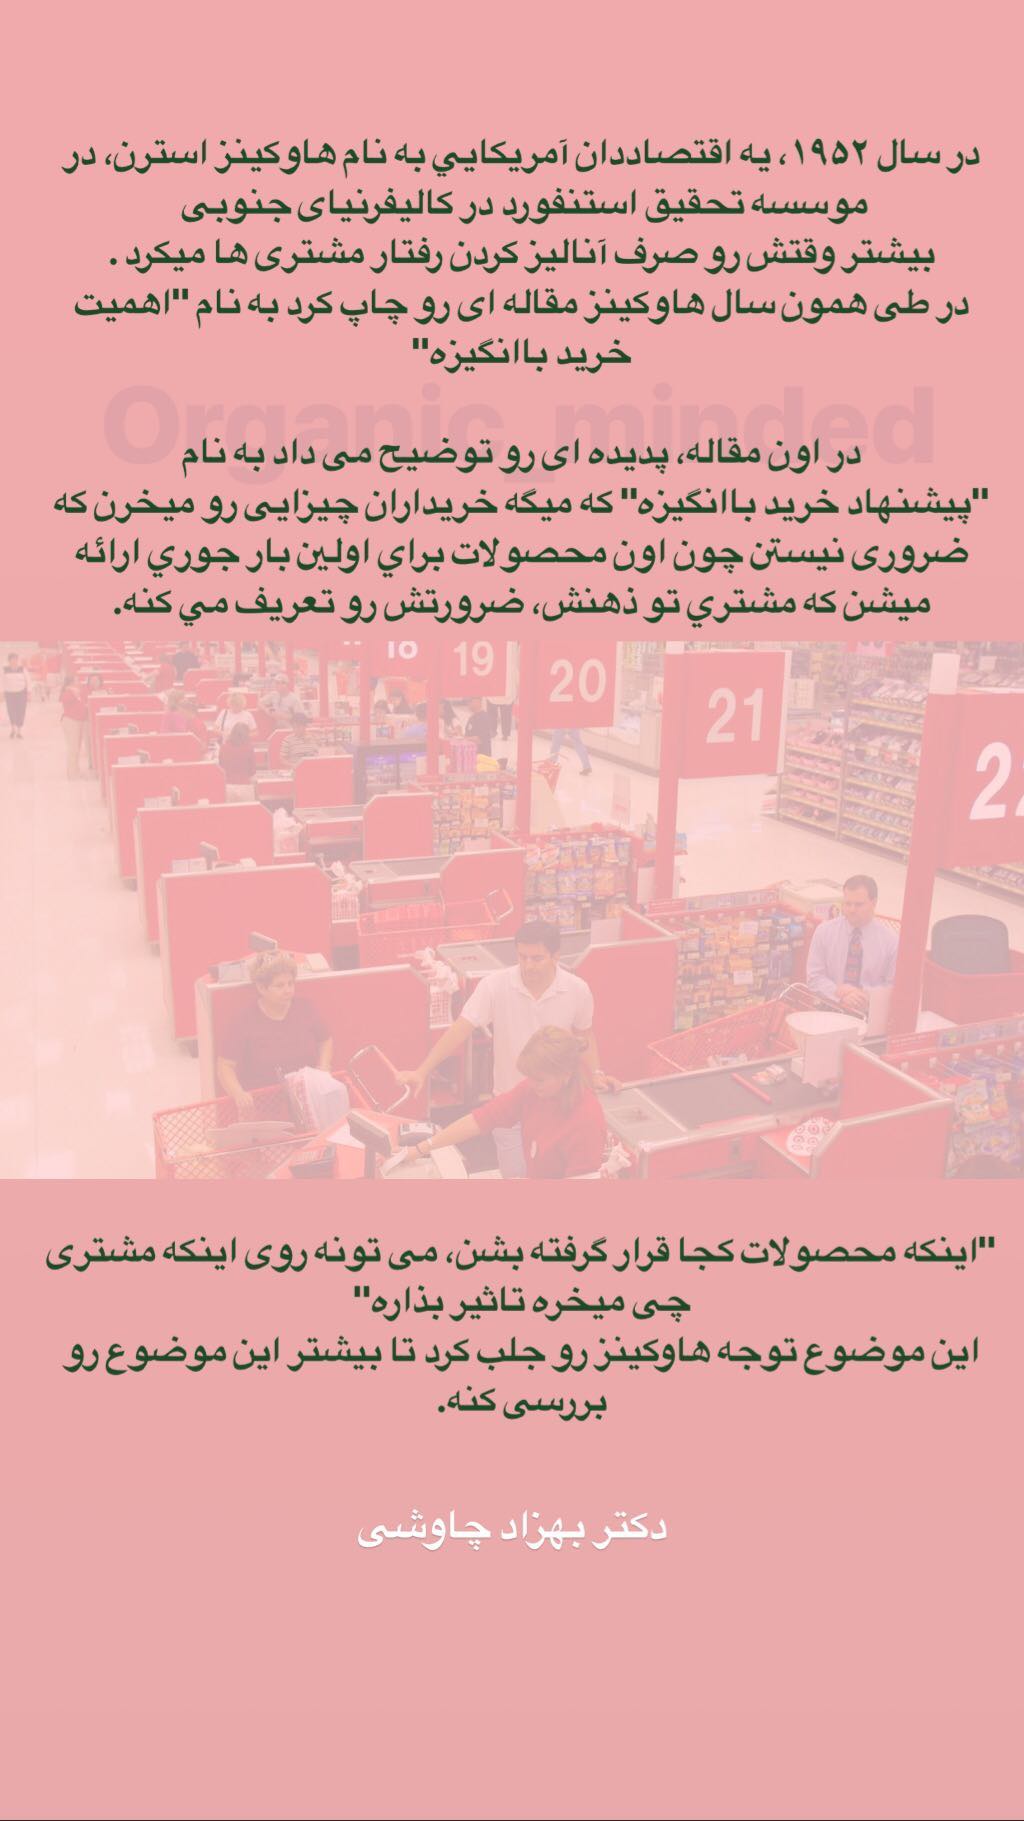 در سال ۱۹۵۲، یه اقتصاددان آمریکایي به نام هاوکینز استرن، در
موسسه تحقیق استنفورد در کالیفرنیای جنوبی
بیشتر وقتش رو صرف آنالیز کردن رفتار مشتری ها میکرد .
در طی همون سال هاوکینز مقاله ای رو چاپ کرد به نام "اهمیت
خرید باانگیزه"
Organic_minded
در اون مقاله، پدیده ای رو توضیح می داد به نام
"پیشنهاد خرید باانگیزه" که میگه خریداران چیزایی رو میخرن که
ضروری نیستن چون اون محصولات براي اولین بار جوري ارائه
میشن که مشتري تو ذهنش، ضرورتش رو تعریف مي کنه.
18
19
20
21
22
"اینکه محصولات کجا قرار گرفته بشن، می تونه روی اینکه مشتری
چی میخره تاثیر بذاره"
این موضوع توجه هاوکینز رو جلب کرد تا بیشتر این موضوع رو
بررسی کنه.
دکتر بهزاد چاوشی